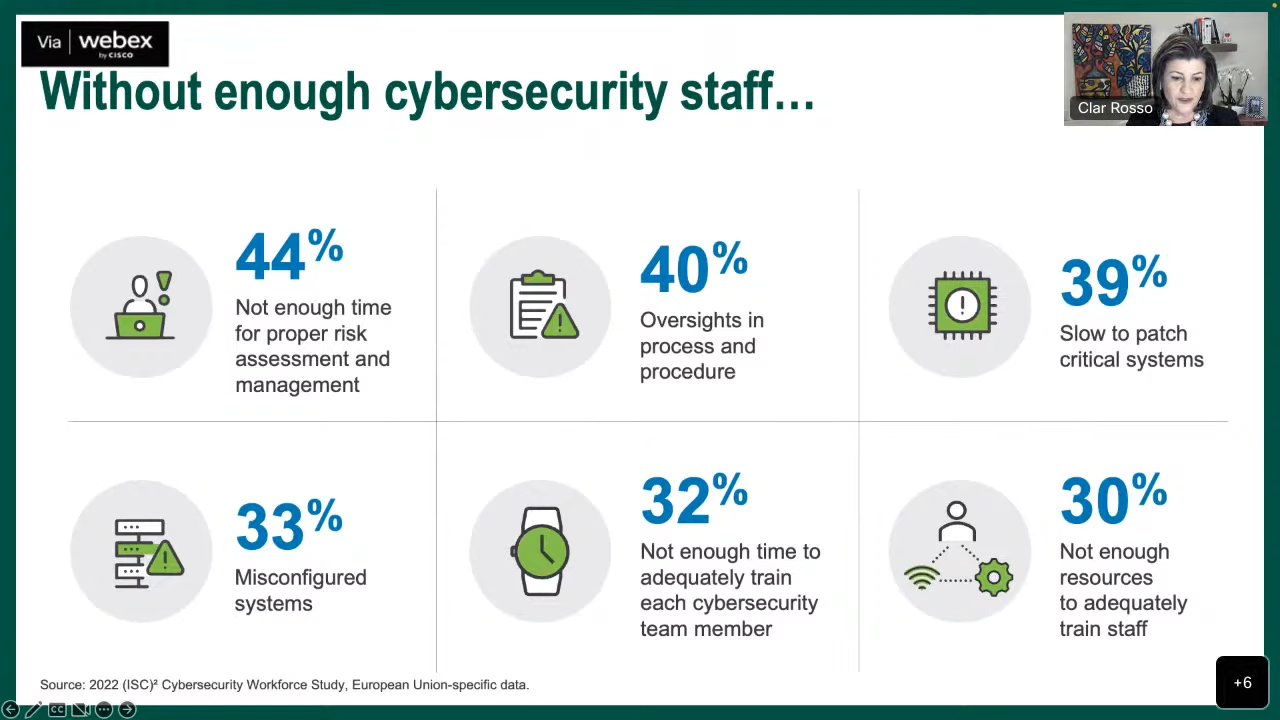 Via webex
by CISCO
Without enough cybersecurity staff...
Clar Rosso
44%
Not enough time
for proper risk
assessment and
management
40%
Oversights in
process and
procedure
39%
Slow to patch
critical systems
33%
Misconfigured
systems
32%
Not enough time to
adequately train
each cybersecurity
team member
30%
Not enough
resources
to adequately
train staff
Source: 2022 (ISC)² Cybersecurity Workforce Study, European Union-specific data.
+6
CC